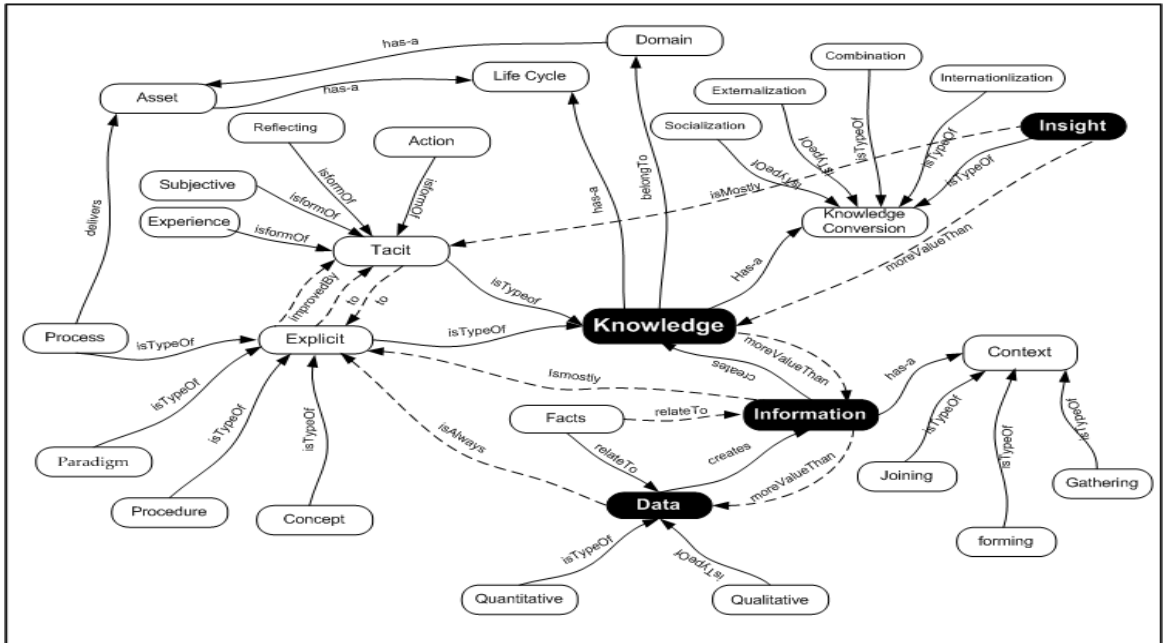 Domain
has-a
Life Cycle
Asset
has-a
Combination
Externalization
Internationlization
Socialization
Insight
isTypeOf
isTypeOf
isTypeOf
isTypeOf
isTypeOf
Knowledge
Conversion
Reflecting
Action
Subjective
Experience
isformOf
isformOf
isformOf
isformOf
Tacit
isMostly
has-a
belongTo
delivers
improvedBy
to
to
isTypeof
Has-a
moreValueThan
Process
isTypeOf
Explicit
isTypeOf
Knowledge
moreValueThan
creates
Ismostly
has-a
Context
isTypeOf
isTypeOf
isTypeOf
isAlways
Facts
relateTo
Information
relateTo
creates
moreValueThan
isTypeOf
isTypeOf
isTypeOf
Paradigm
Procedure
Concept
Data
Joining
Gathering
forming
isTypeOf
isTypeOf
Quantitative
Qualitative